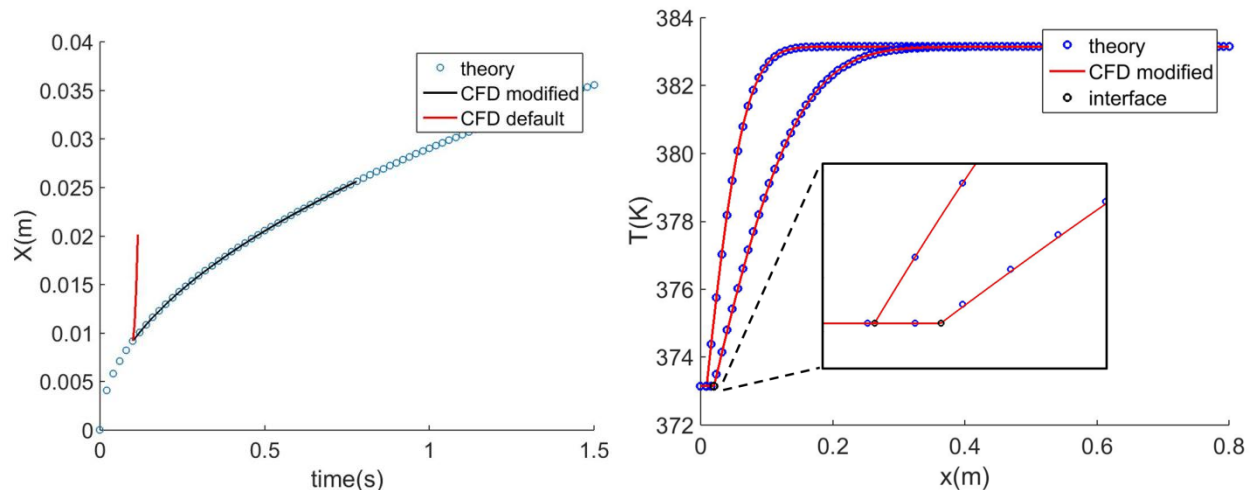 0.04
0.035
0.03
0.025
0.02
0.015
0.01
0.005
0
X(m)
0
0.5
1
1.5
time(s)
theory
CFD modified
CFD default
384
382
380
378
376
374
372
T(K)
0
0.2
0.4
0.6
0.8
x(m)
theory
CFD modified
interface